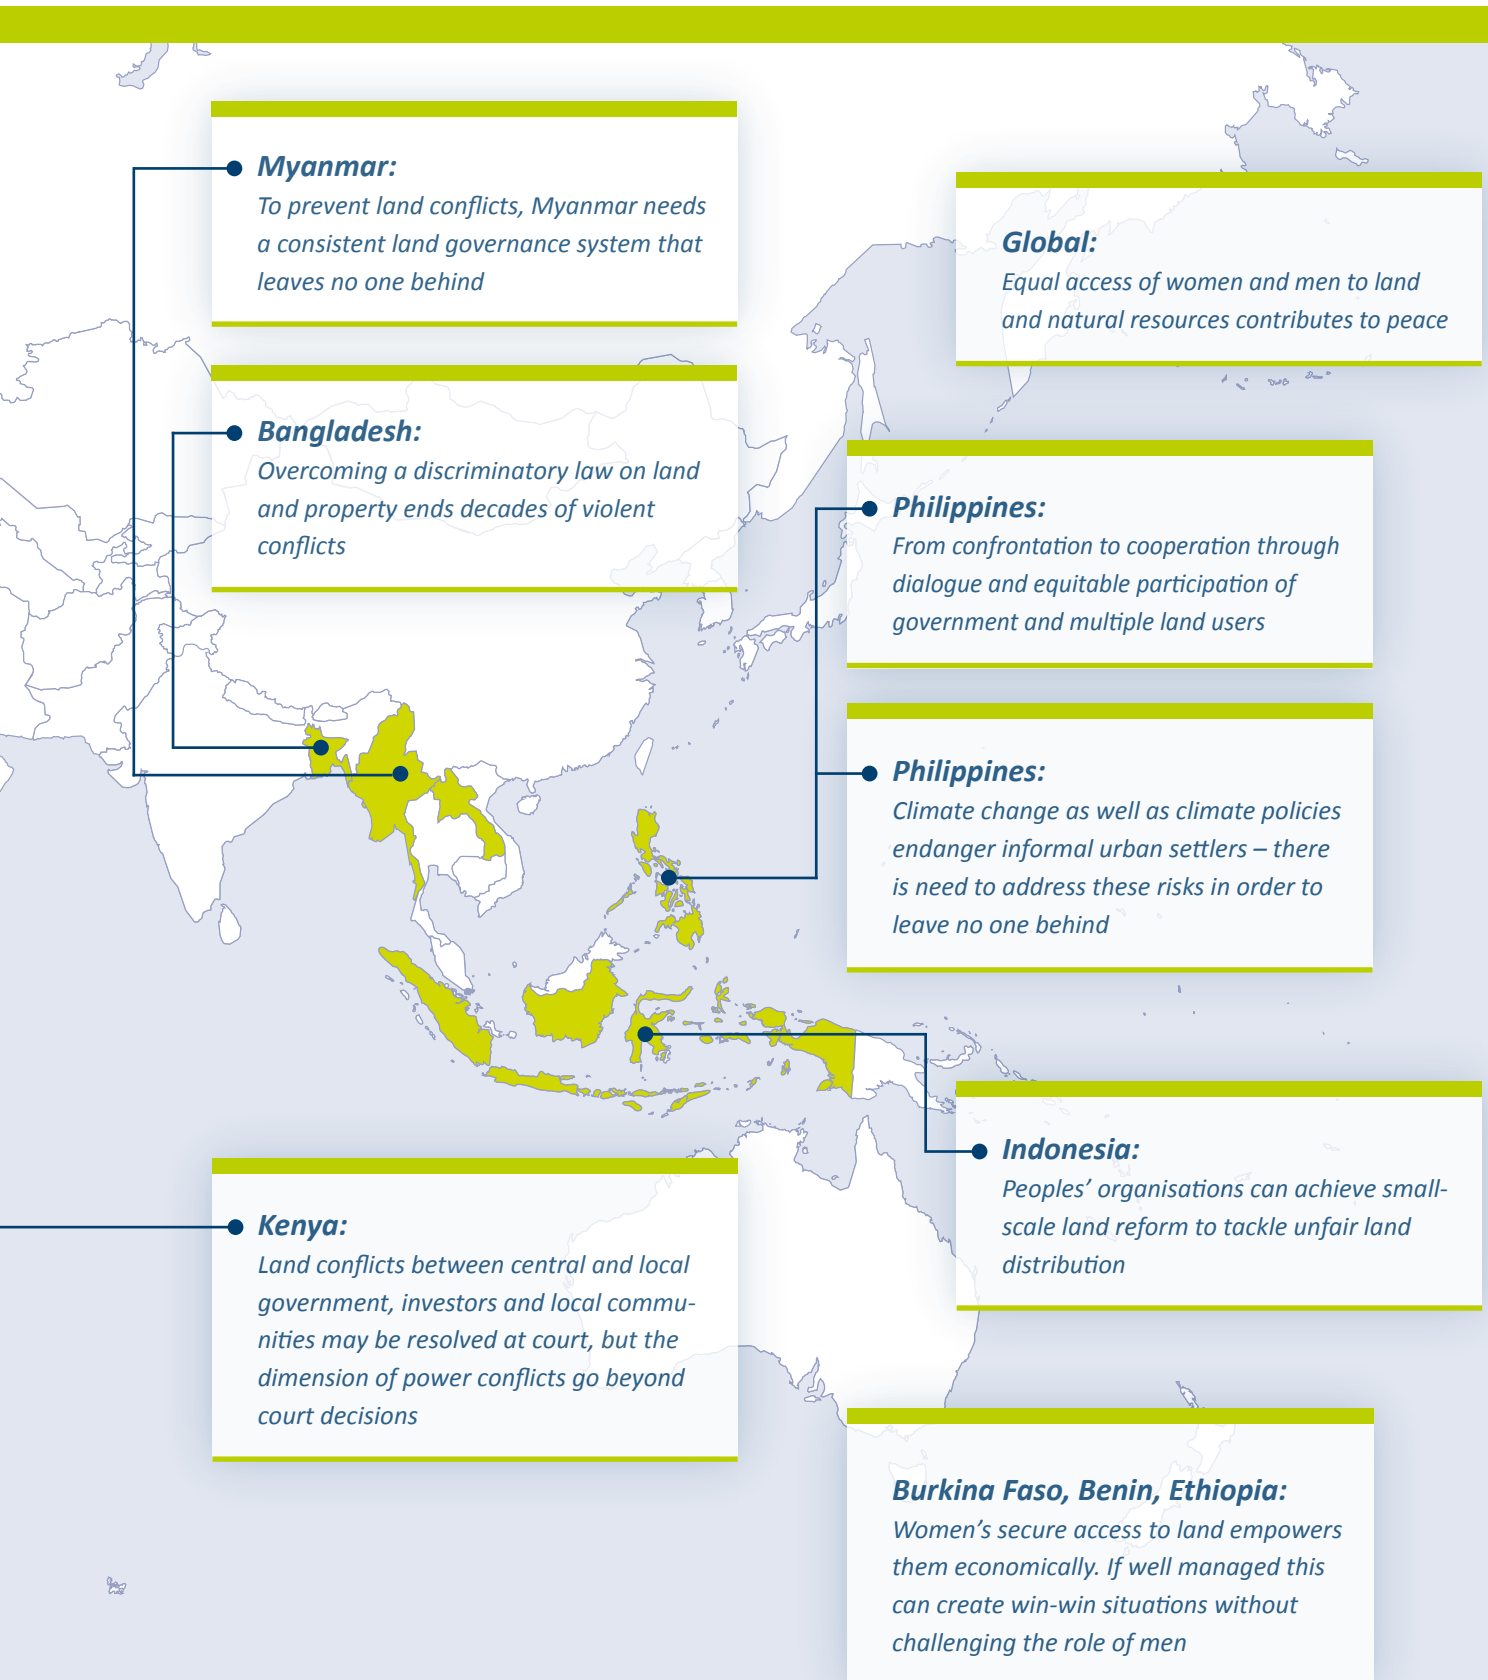 Myanmar:
To prevent land conflicts, Myanmar needs
a consistent land governance system that
leaves no one behind
Global:
Equal access of women and men to land
and natural resources contributes to peace
Bangladesh:
Overcoming a discriminatory law on land
and property ends decades of violent
conflicts
Philippines:
From confrontation to cooperation through
dialogue and equitable participation of
government and multiple land users
Philippines:
Climate change as well as climate policies
endanger informal urban settlers – there
is need to address these risks in order to
leave no one behind
Indonesia:
Peoples’ organisations can achieve small-
scale land reform to tackle unfair land
distribution
Kenya:
Land conflicts between central and local
government, investors and local commu-
nities may be resolved at court, but the
dimension of power conflicts go beyond
court decisions
Burkina Faso, Benin, Ethiopia:
Women’s secure access to land empowers
them economically. If well managed this
can create win-win situations without
challenging the role of men